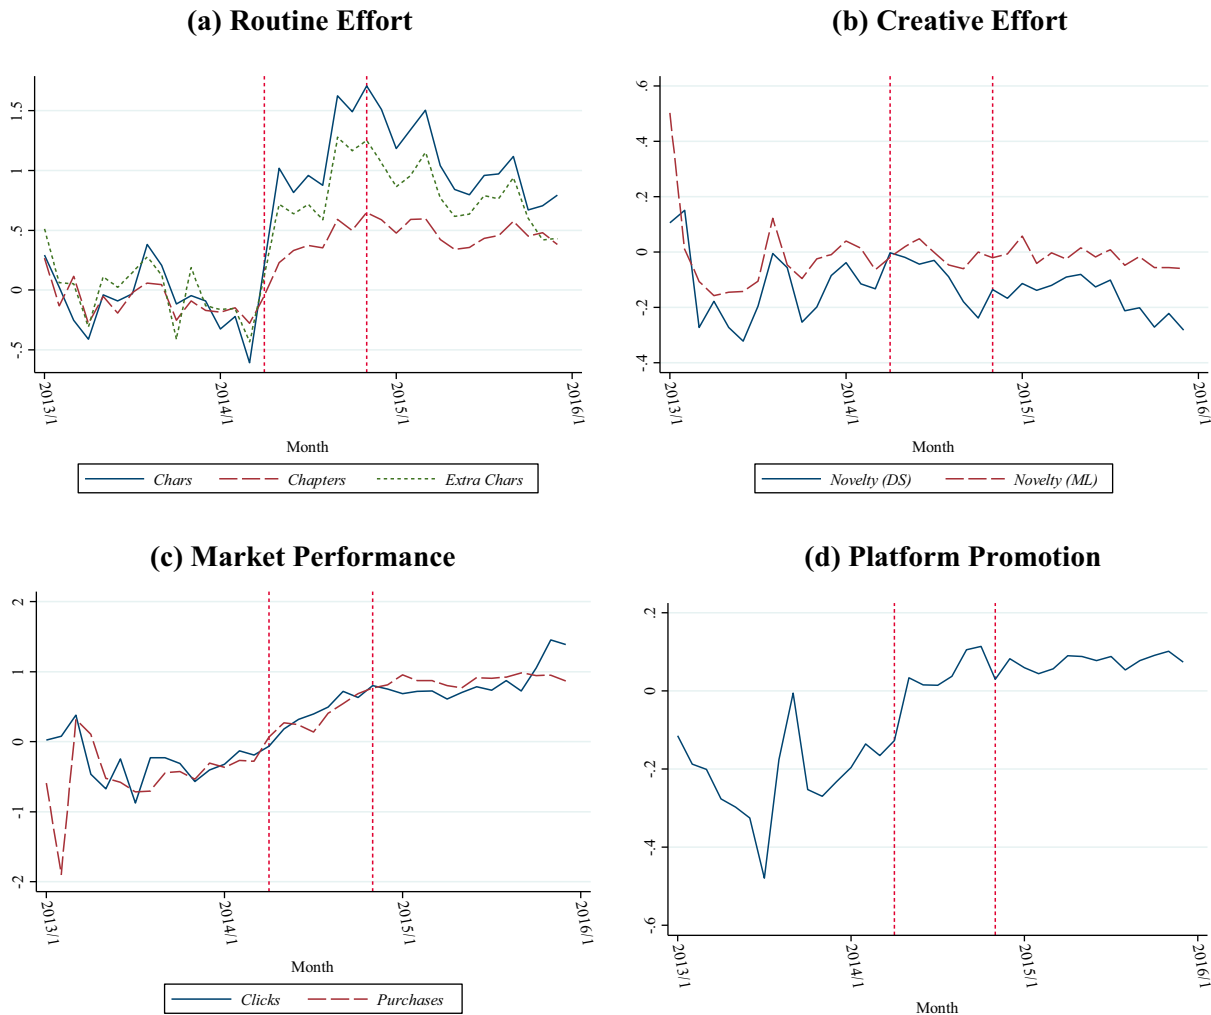 (a) Routine Effort
1.5
1
.5
0
-.5
2013/1
2014/1
2015/1
2016/1
Month
Chars
Chapters
Extra Chars
(b) Creative Effort
.6
.4
.2
0
-.2
-.4
2013/1
2014/1
2015/1
2016/1
Month
Novelty (DS)
Novelty (ML)
(c) Market Performance
2
1
0
-1
-2
2013/1
2014/1
2015/1
2016/1
Month
Clicks
Purchases
(d) Platform Promotion
.2
0
-.2
-.4
-.6
2013/1
2014/1
2015/1
2016/1
Month